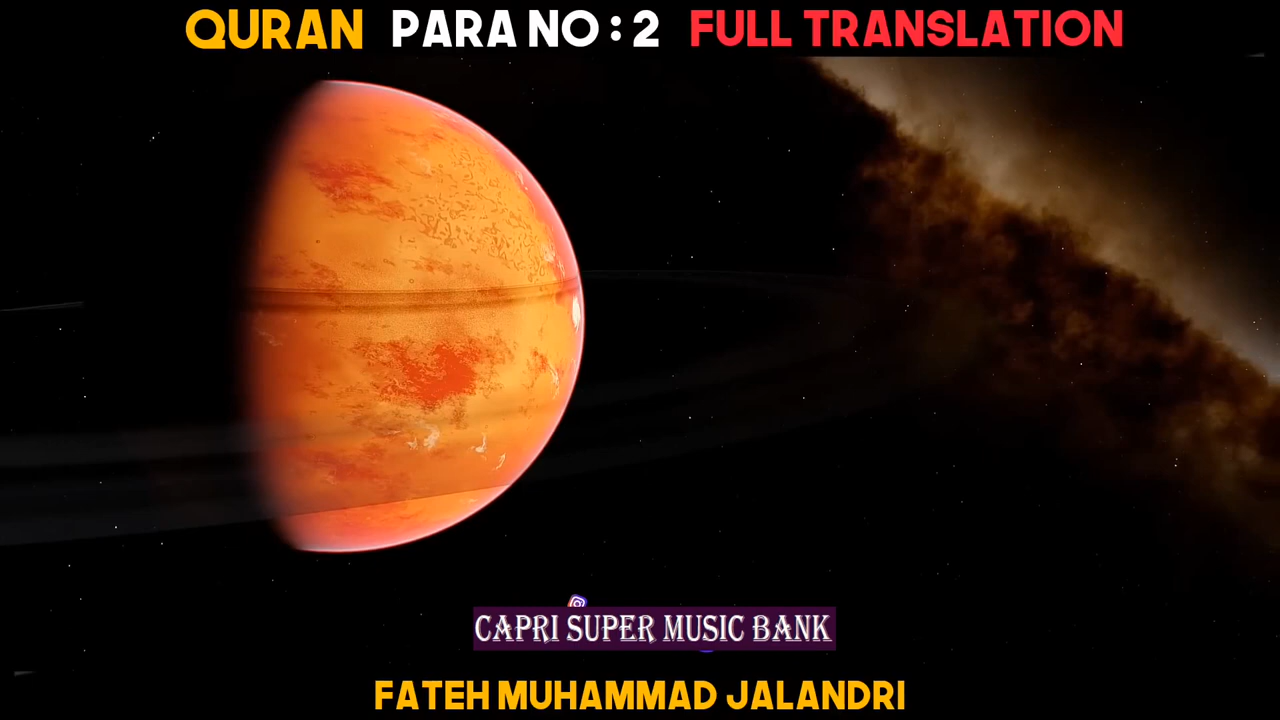 QURAN PARA NO : 2 FULL TRANSLATION
CAPRI SUPER MUSIC BANK
FATEH MUHAMMAD JALANDRI